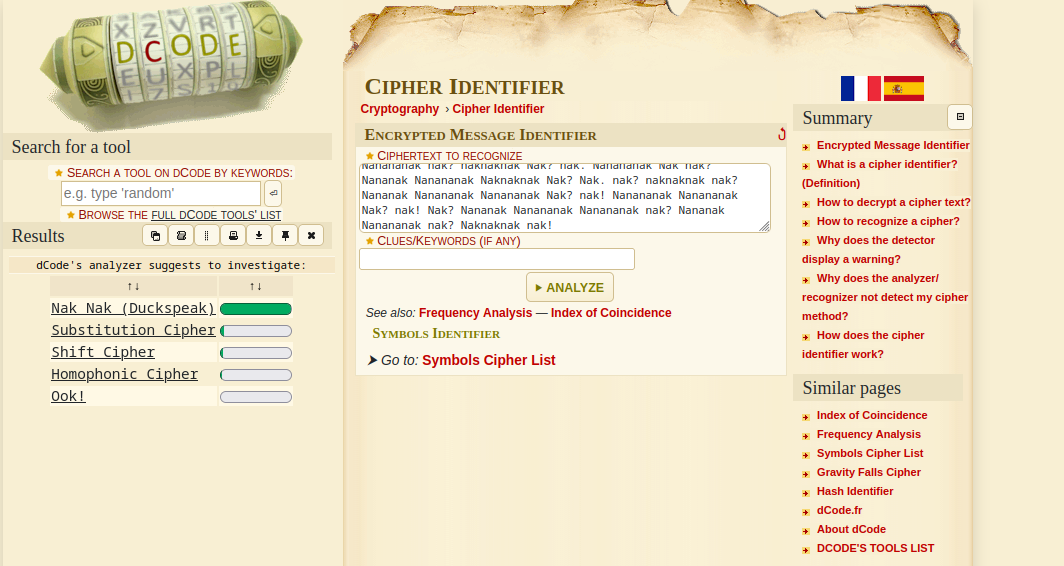 X Z V R T
DCODE
E U X P L
Search for a tool
★ Search a tool on dCode by keywords:
e.g. type 'random'
★ Browse the full dCode tools' list
Results
dCode's analyzer suggests to investigate:
↑↓ ↑↓
Nak Nak (Duckspeak)
Substitution Cipher
Shift Cipher
Homophonic Cipher
Ook!
Cipher Identifier
Cryptography › Cipher Identifier
Encrypted Message Identifier
★ Ciphertext to recognize
Nanananak nak? naknaknak Nak? nak. Nanananak Nak nak?
Nananak Nanananak Naknaknak Nak? Nak. nak? naknaknak nak?
Nananak Nananak Nanananak Nak? nak! Nanananak Nanananak
Nak? nak! Nak? Nananak Nanananak Nanananak nak? Nananak
Nanananak nak? Naknaknak nak!
★ Clues/Keywords (if any)
► ANALYZE
See also: Frequency Analysis — Index of Coincidence
Symbols Identifier
➤ Go to: Symbols Cipher List
Summary
Encrypted Message Identifier
What is a cipher identifier?
(Definition)
How to decrypt a cipher text?
How to recognize a cipher?
Why does the detector
display a warning?
Why does the analyzer/
recognizer not detect my cipher
method?
How does the cipher
identifier work?
Similar pages
Index of Coincidence
Frequency Analysis
Symbols Cipher List
Gravity Falls Cipher
Hash Identifier
dCode.fr
About dCode
DCODE'S TOOLS LIST